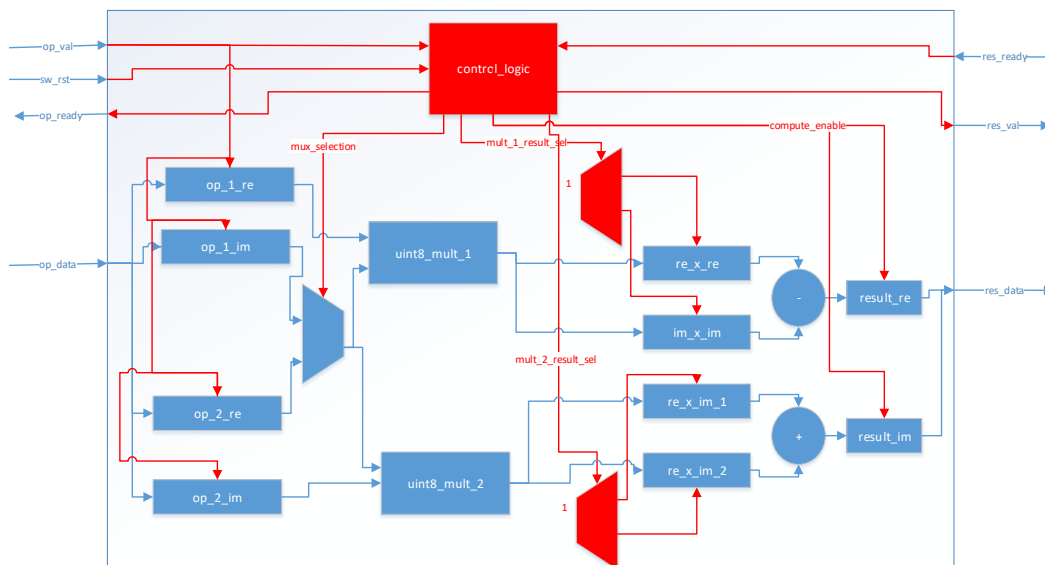 op_val
control_logic
res_ready
sw_rst
op_ready
compute_enable
res_val
mult_1_result_sel
mux_selection
op_1_re
1
op_1_im
uint8_mult_1
op_data
re_x_re
-
result_re
res_data
im_x_im
mult_2_result_sel
re_x_im_1
op_2_re
+
result_im
re_x_im_2
uint8_mult_2
op_2_im
1